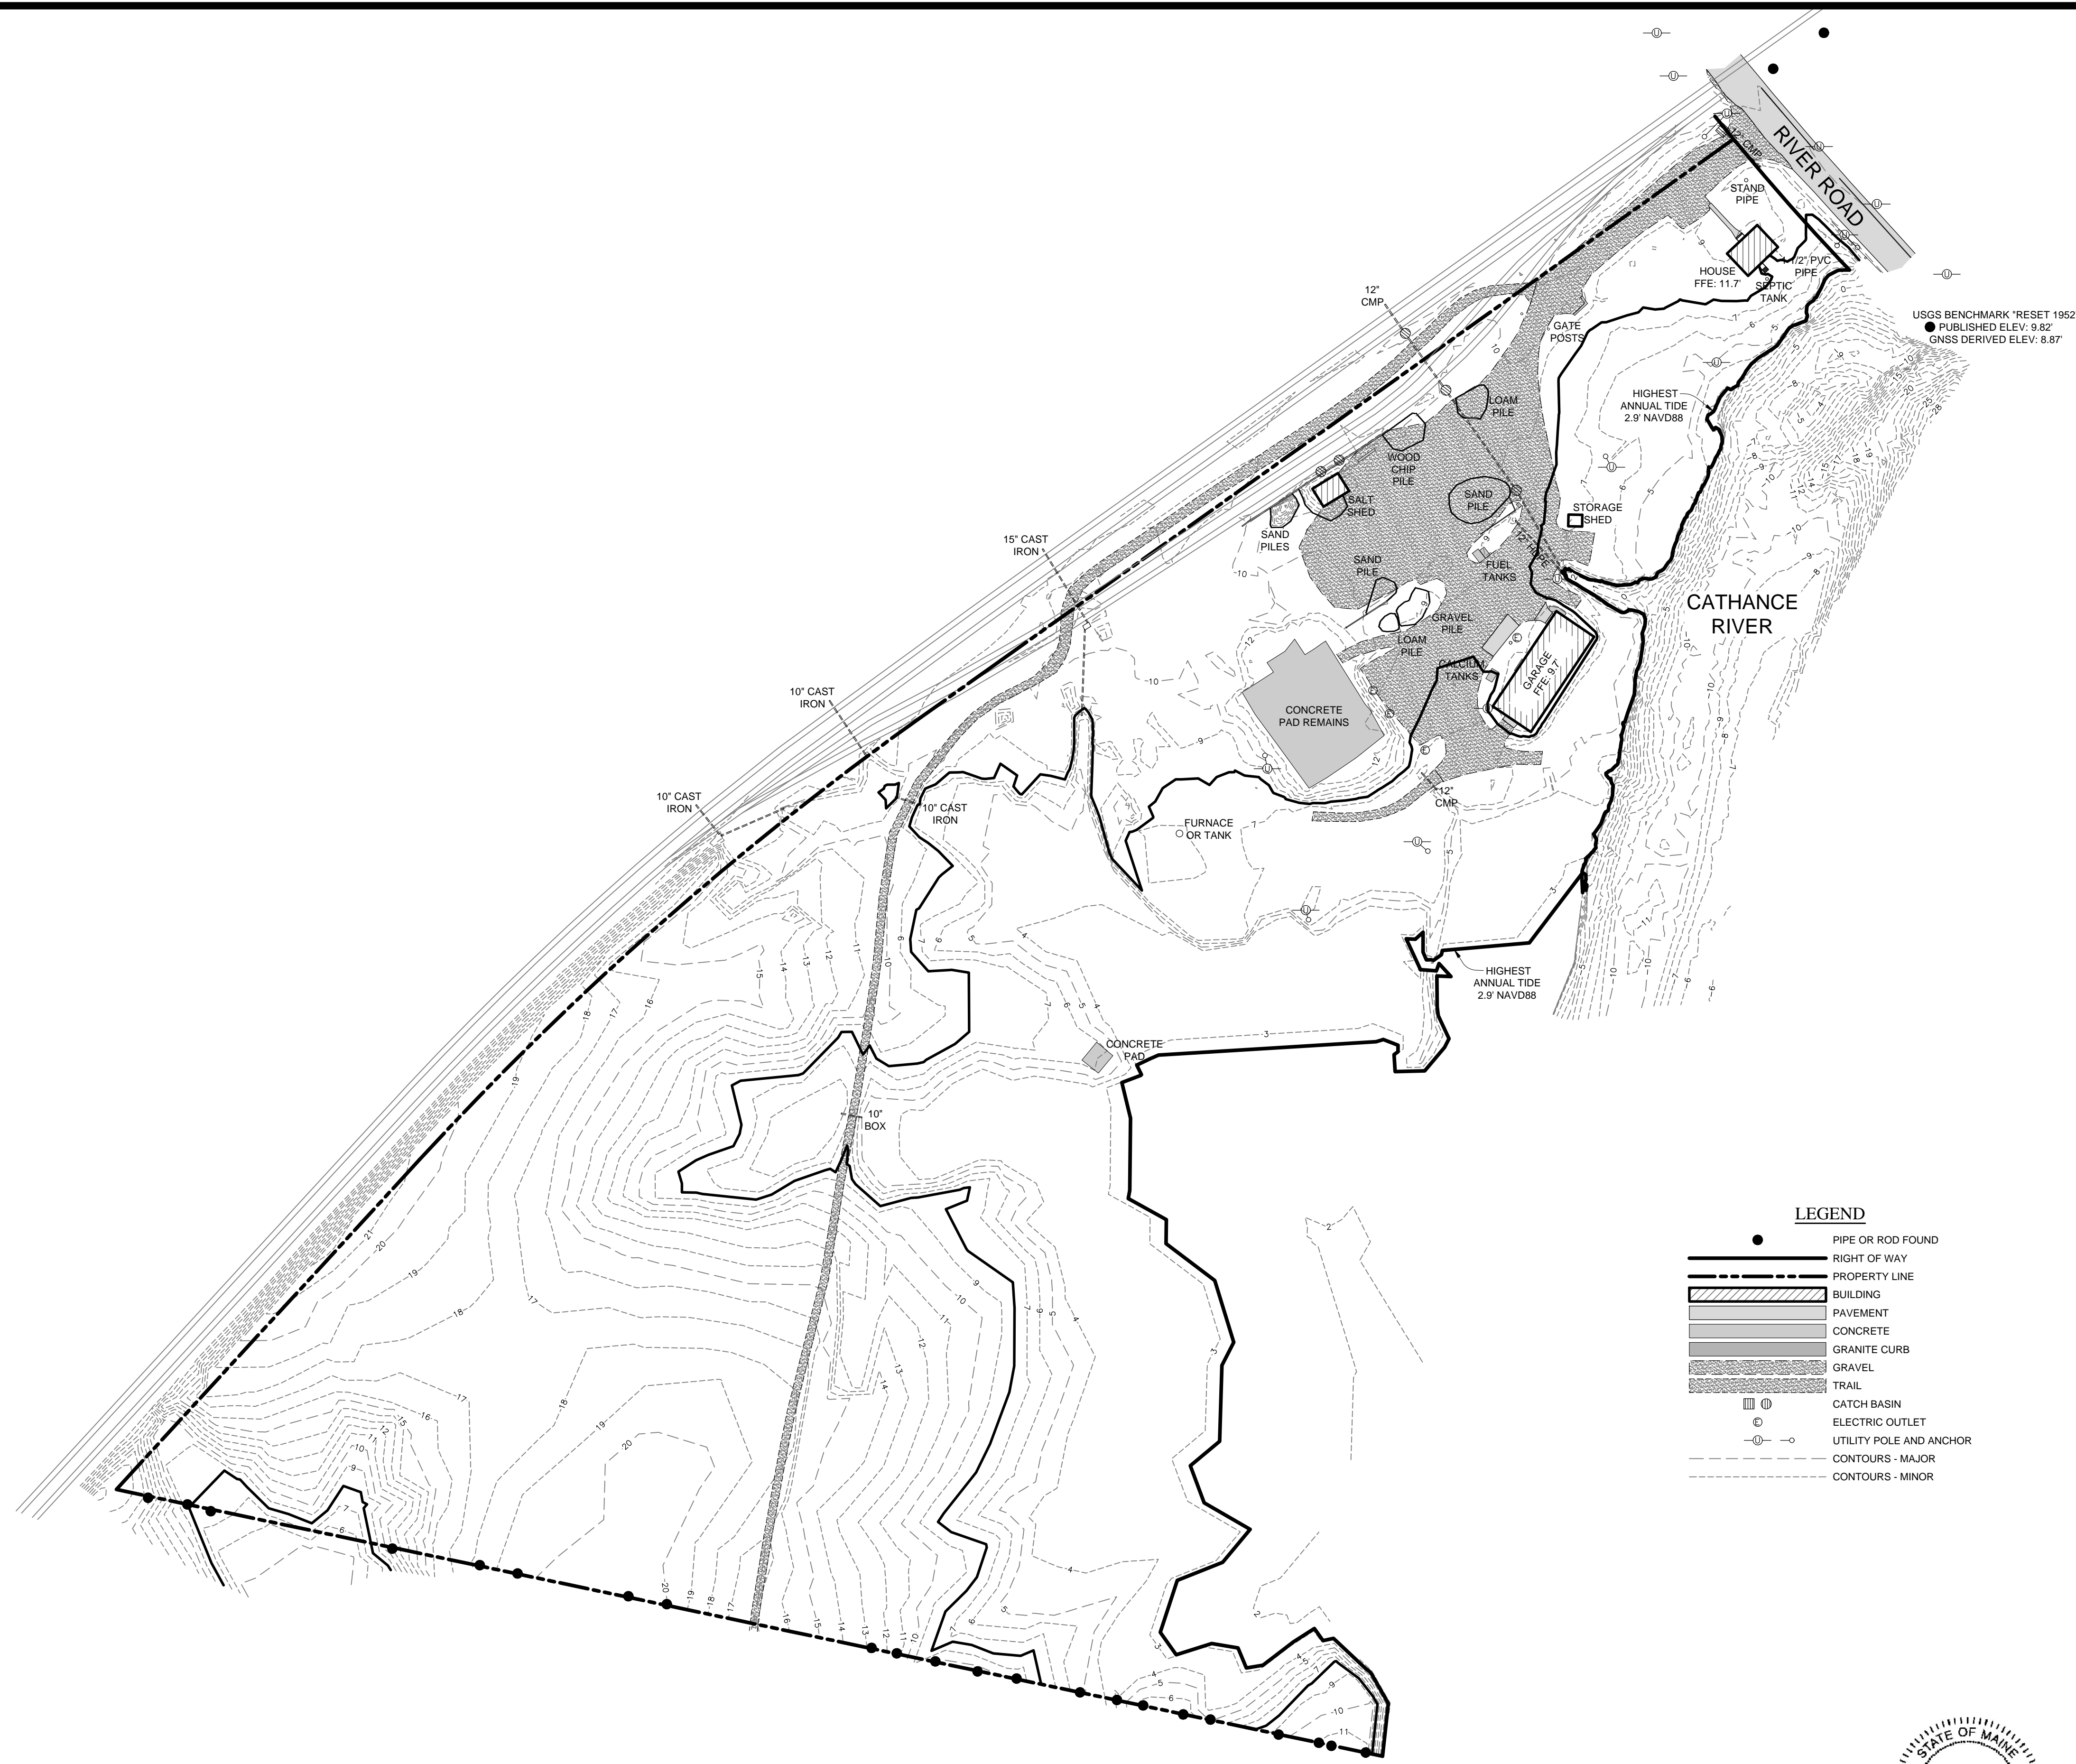 RIVER ROAD
12" CMP
STAND
PIPE
HOUSE
FFE: 11.7'
1/2" PVC
PIPE
SEPTIC
TANK
USGS BENCHMARK "RESET 1952
PUBLISHED ELEV: 9.82'
GNSS DERIVED ELEV: 8.87'
12"
CMP
GATE
POSTS
HIGHEST
ANNUAL TIDE
2.9' NAVD88
LOAM
PILE
WOOD
CHIP
PILE
SALT
SHED
SAND
PILE
STORAGE
SHED
SAND
PILES
15" CAST
IRON
12" HDPE
FUEL
TANKS
SAND
PILE
GRAVEL
PILE
LOAM
PILE
CATHANCE
RIVER
CALCIUM
TANKS
GARAGE
FFE: 9.7'
10" CAST
IRON
CONCRETE
PAD REMAINS
10" CAST
IRON
10" CAST
IRON
12"
CMP
FURNACE
OR TANK
HIGHEST
ANNUAL TIDE
2.9' NAVD88
CONCRETE
PAD
10"
BOX
LEGEND
PIPE OR ROD FOUND
RIGHT OF WAY
PROPERTY LINE
BUILDING
PAVEMENT
CONCRETE
GRANITE CURB
GRAVEL
TRAIL
CATCH BASIN
E ELECTRIC OUTLET
U UTILITY POLE AND ANCHOR
CONTOURS - MAJOR
CONTOURS - MINOR
STATE OF MAINE